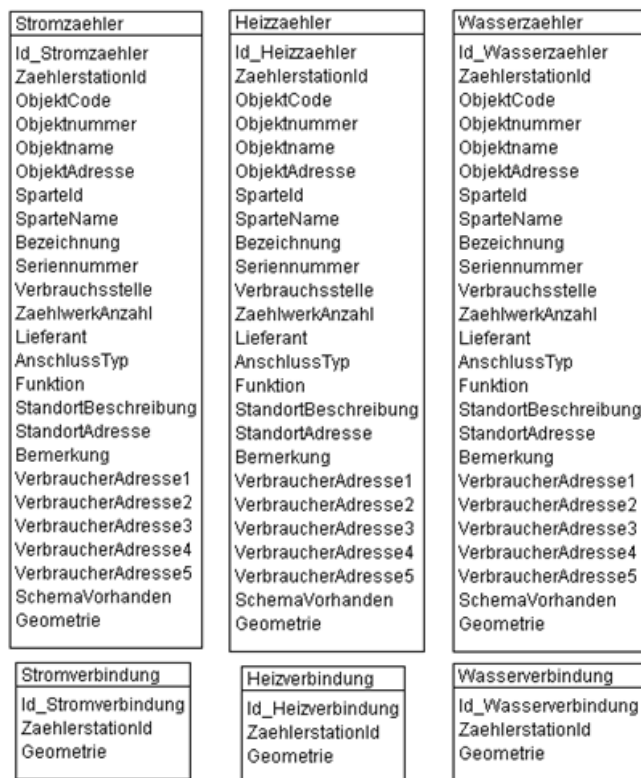 Stromzaehler
Id_Stromzaehler
ZaehlerstationId
ObjektCode
Objektnummer
Objektname
ObjektAdresse
SparteId
SparteName
Bezeichnung
Seriennummer
Verbrauchsstelle
ZaehlwerkAnzahl
Lieferant
AnschlussTyp
Funktion
StandortBeschreibung
StandortAdresse
Bemerkung
VerbraucherAdresse1
VerbraucherAdresse2
VerbraucherAdresse3
VerbraucherAdresse4
VerbraucherAdresse5
SchemaVorhanden
Geometrie
Heizzaehler
Id_Heizzaehler
ZaehlerstationId
ObjektCode
Objektnummer
Objektname
ObjektAdresse
SparteId
SparteName
Bezeichnung
Seriennummer
Verbrauchsstelle
ZaehlwerkAnzahl
Lieferant
AnschlussTyp
Funktion
StandortBeschreibung
StandortAdresse
Bemerkung
VerbraucherAdresse1
VerbraucherAdresse2
VerbraucherAdresse3
VerbraucherAdresse4
VerbraucherAdresse5
SchemaVorhanden
Geometrie
Wasserzaehler
Id_Wasserzaehler
ZaehlerstationId
ObjektCode
Objektnummer
Objektname
ObjektAdresse
SparteId
SparteName
Bezeichnung
Seriennummer
Verbrauchsstelle
ZaehlwerkAnzahl
Lieferant
AnschlussTyp
Funktion
StandortBeschreibung
StandortAdresse
Bemerkung
VerbraucherAdresse1
VerbraucherAdresse2
VerbraucherAdresse3
VerbraucherAdresse4
VerbraucherAdresse5
SchemaVorhanden
Geometrie
Stromverbindung
Id_Stromverbindung
ZaehlerstationId
Geometrie
Heizverbindung
Id_Heizverbindung
ZaehlerstationId
Geometrie
Wasserverbindung
Id_Wasserverbindung
ZaehlerstationId
Geometrie